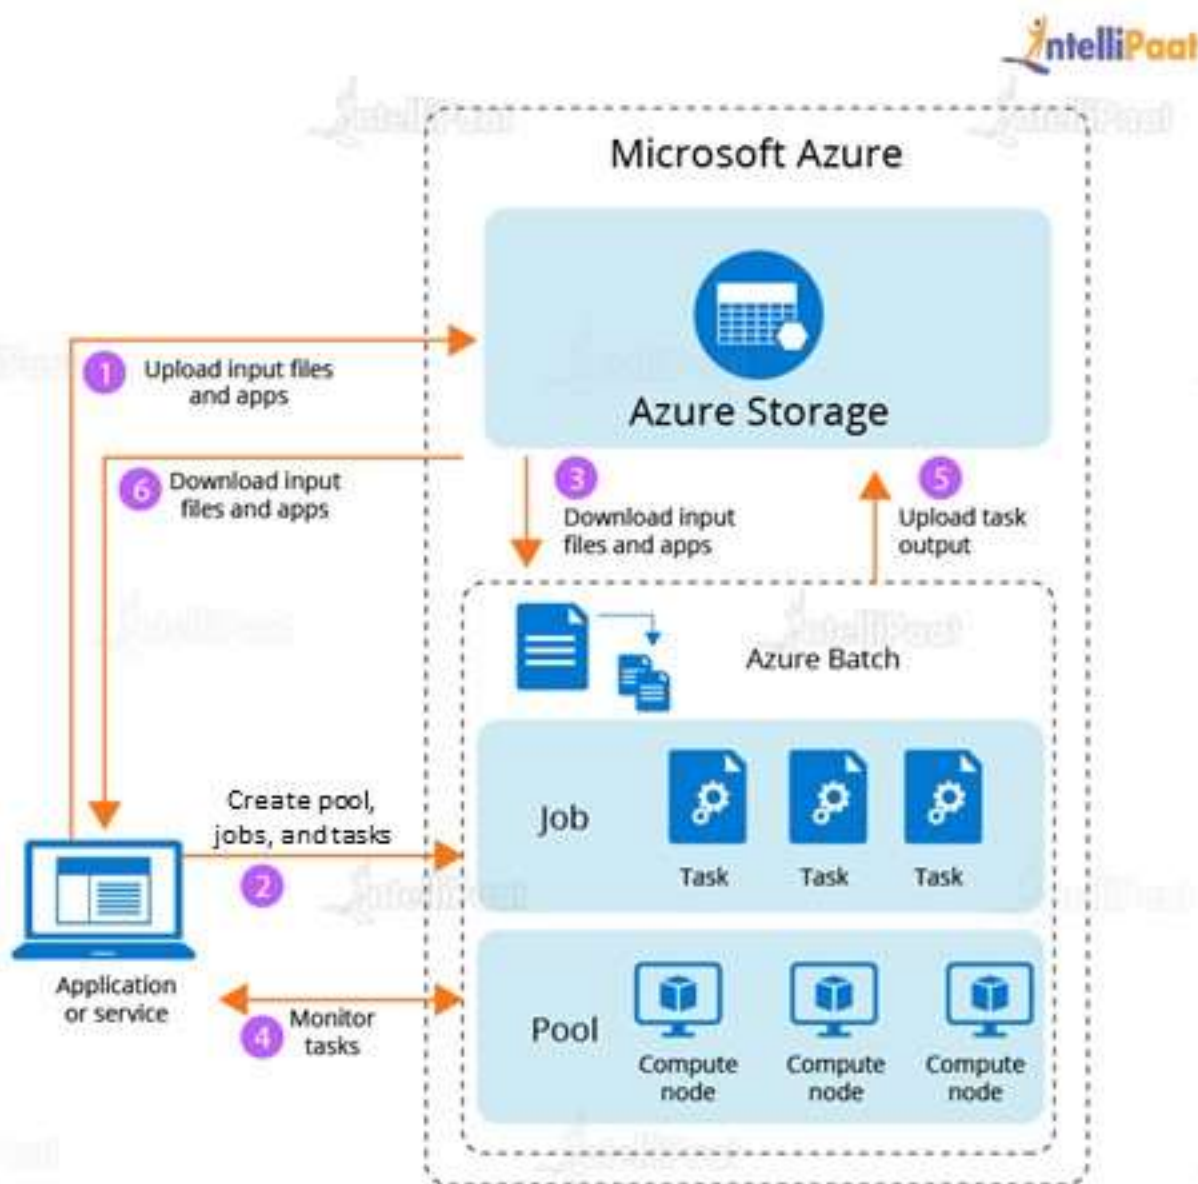 IntelliPaat
Microsoft Azure
Azure Storage
1
Upload input files
and apps
6
Download input
files and apps
3
Download input
files and apps
5
Upload task
output
Azure Batch
Create pool,
jobs, and tasks
2
Job
Task
Task
Task
Application
or service
4
Monitor
tasks
Pool
Compute
node
Compute
node
Compute
node